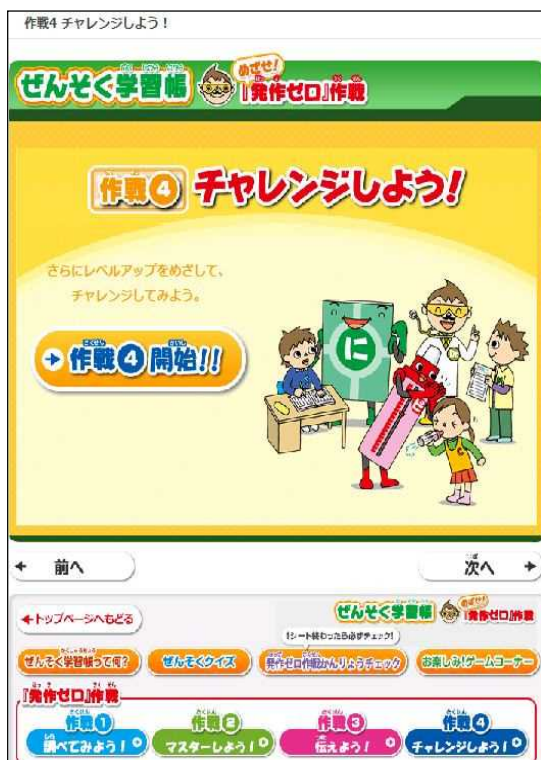 作戦4 チャレンジしよう！
ぜんそく学習帳 めざせ！『発作ゼロ』作戦
作戦4 チャレンジしよう!
さらにレベルアップをめざして、
チャレンジしてみよう。
作戦4 開始!!
に
前へ 次へ
トップページへもどる ぜんそく学習帳 めざせ！『発作ゼロ』作戦
1シート終わったら必ずチェック!
ぜんそく学習帳って何? ぜんそくクイズ 発作ゼロ作戦かんりょうチェック お楽しみ!ゲームコーナー
『発作ゼロ』作戦
作戦1 作戦2 作戦3 作戦4
調べてみよう! マスターしよう! 伝えよう! チャレンジしよう!